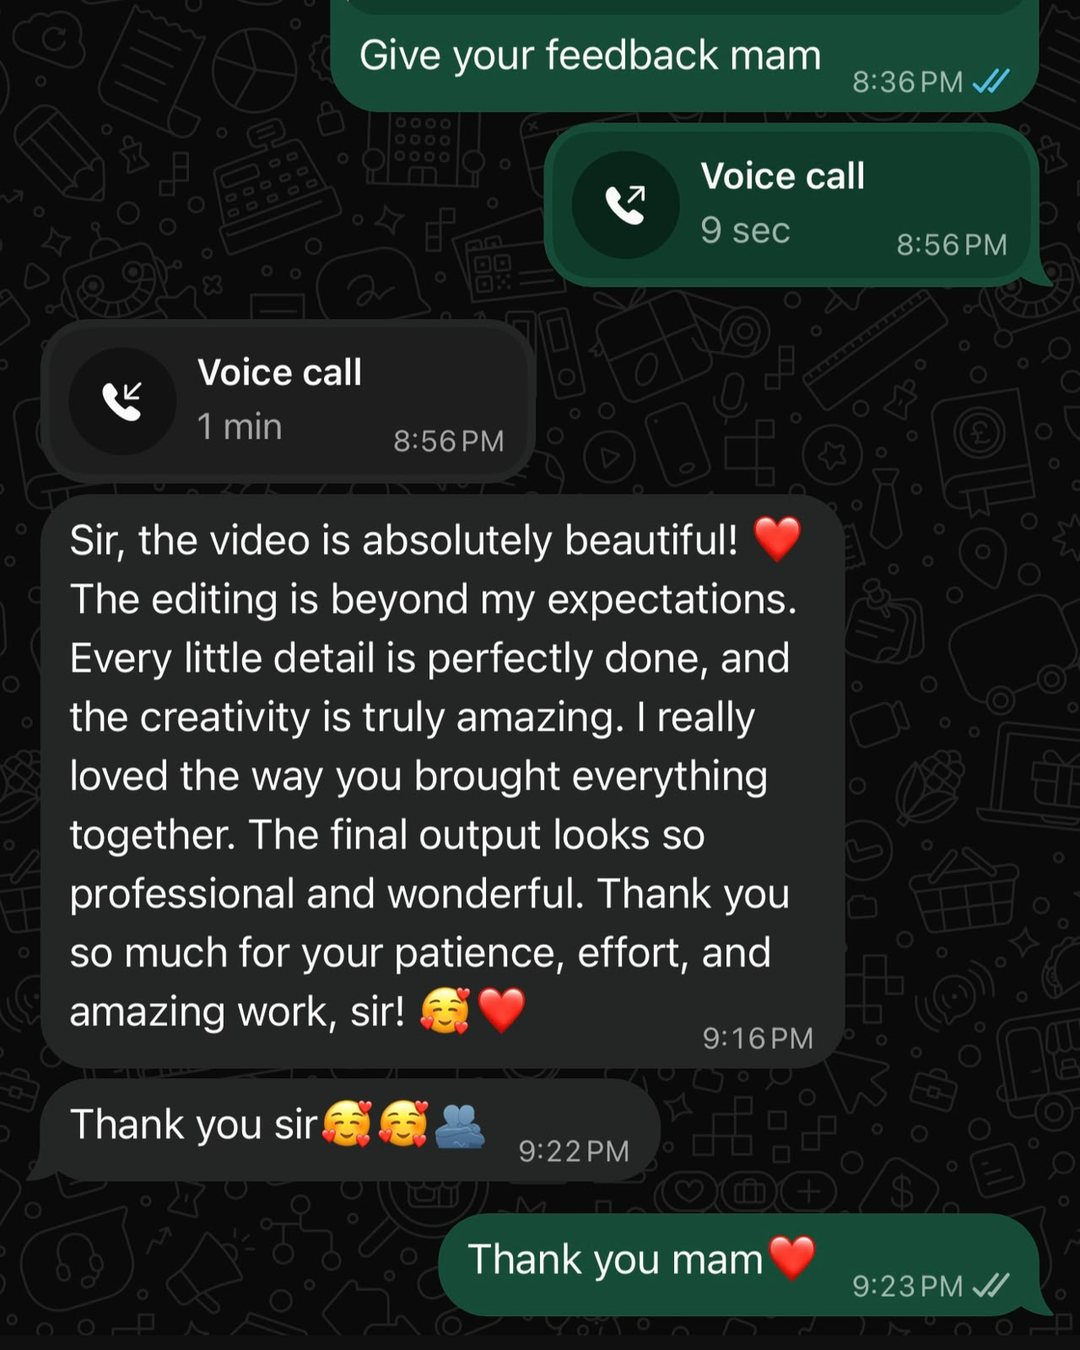 Give your feedback mam
8:36 PM
Voice call
9 sec
8:56 PM
Voice call
1 min
8:56 PM
Sir, the video is absolutely beautiful! ❤️
The editing is beyond my expectations.
Every little detail is perfectly done, and
the creativity is truly amazing. I really
loved the way you brought everything
together. The final output looks so
professional and wonderful. Thank you
so much for your patience, effort, and
amazing work, sir! 🥰❤️
9:16 PM
Thank you sir🥰🥰🫂
9:22 PM
Thank you mam❤️
9:23 PM